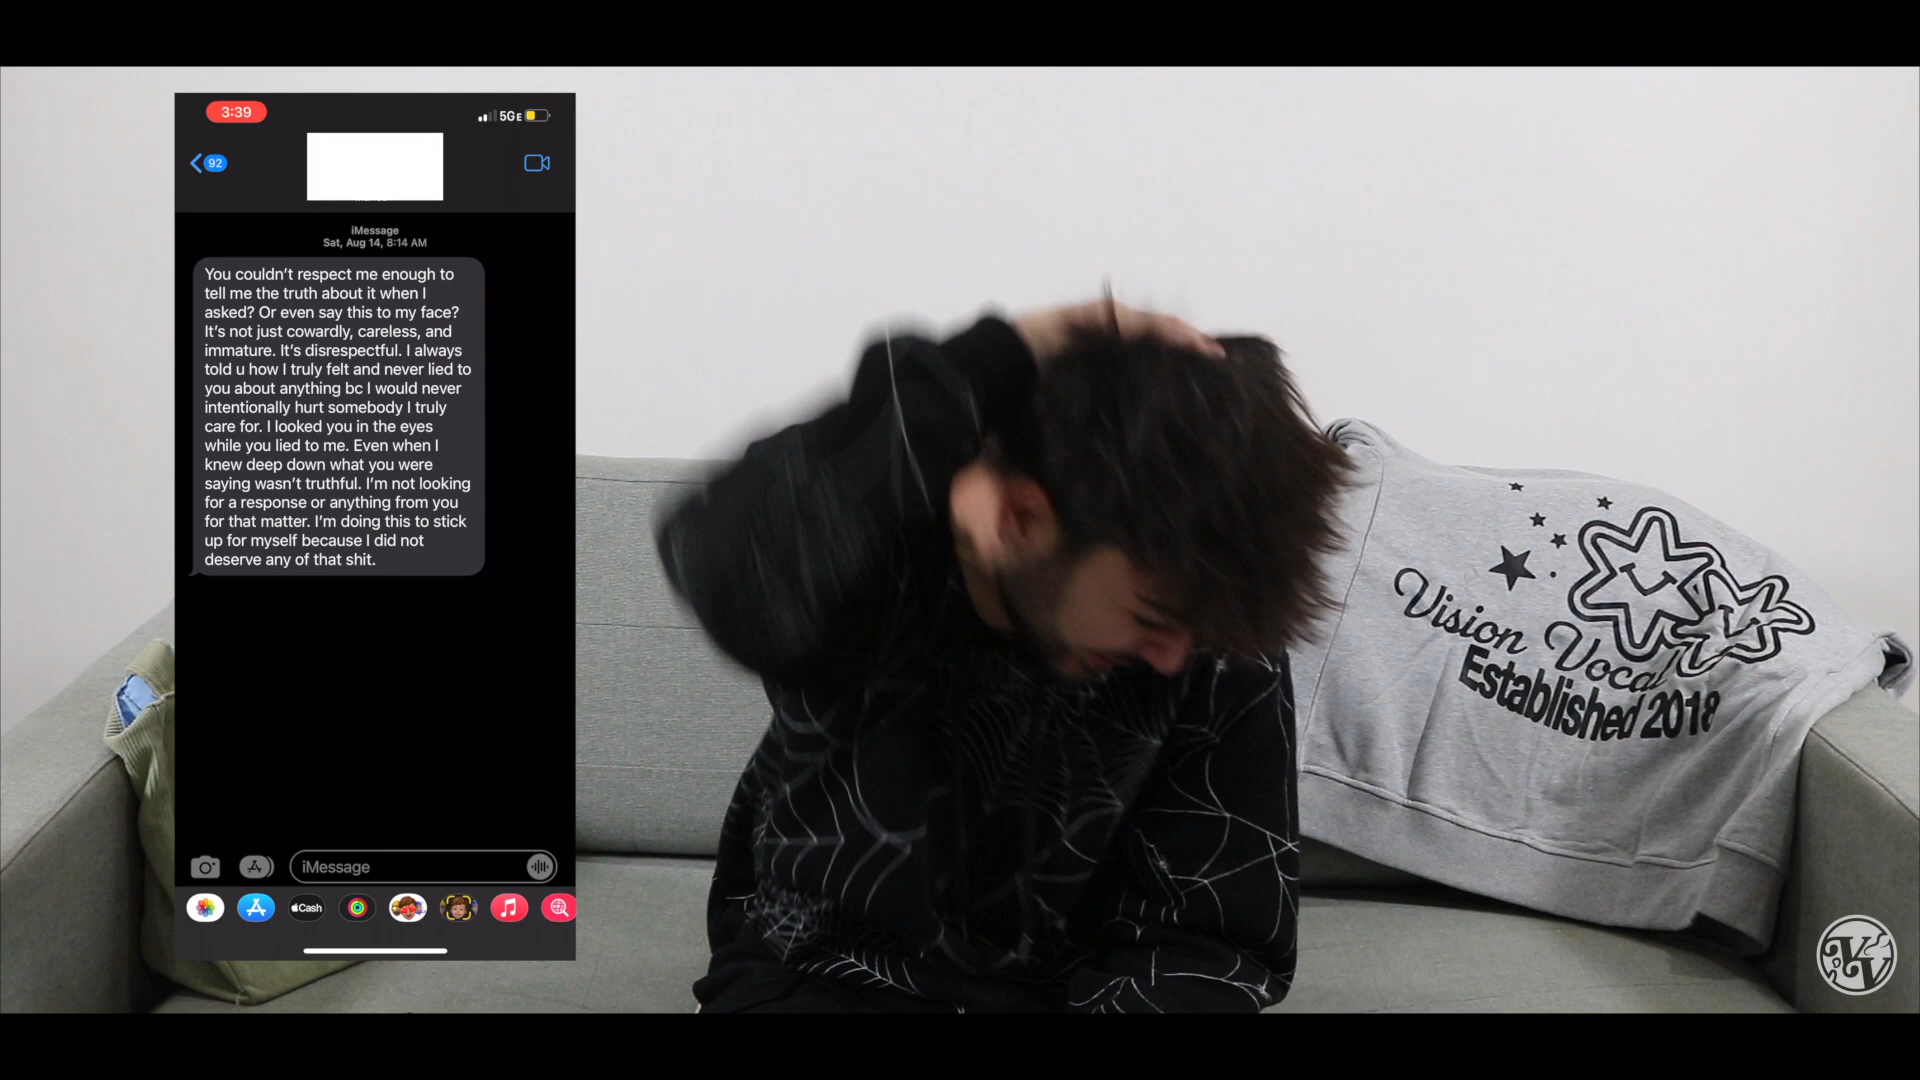 3:39
5GE
92
iMessage
Sat, Aug 14, 8:14 AM
You couldn’t respect me enough to
tell me the truth about it when I
asked? Or even say this to my face?
It’s not just cowardly, careless, and
immature. It’s disrespectful. I always
told u how I truly felt and never lied to
you about anything bc I would never
intentionally hurt somebody I truly
care for. I looked you in the eyes
while you lied to me. Even when I
knew deep down what you were
saying wasn’t truthful. I’m not looking
for a response or anything from you
for that matter. I’m doing this to stick
up for myself because I did not
deserve any of that shit.
iMessage
Cash
Vision Vocal
Established 2018